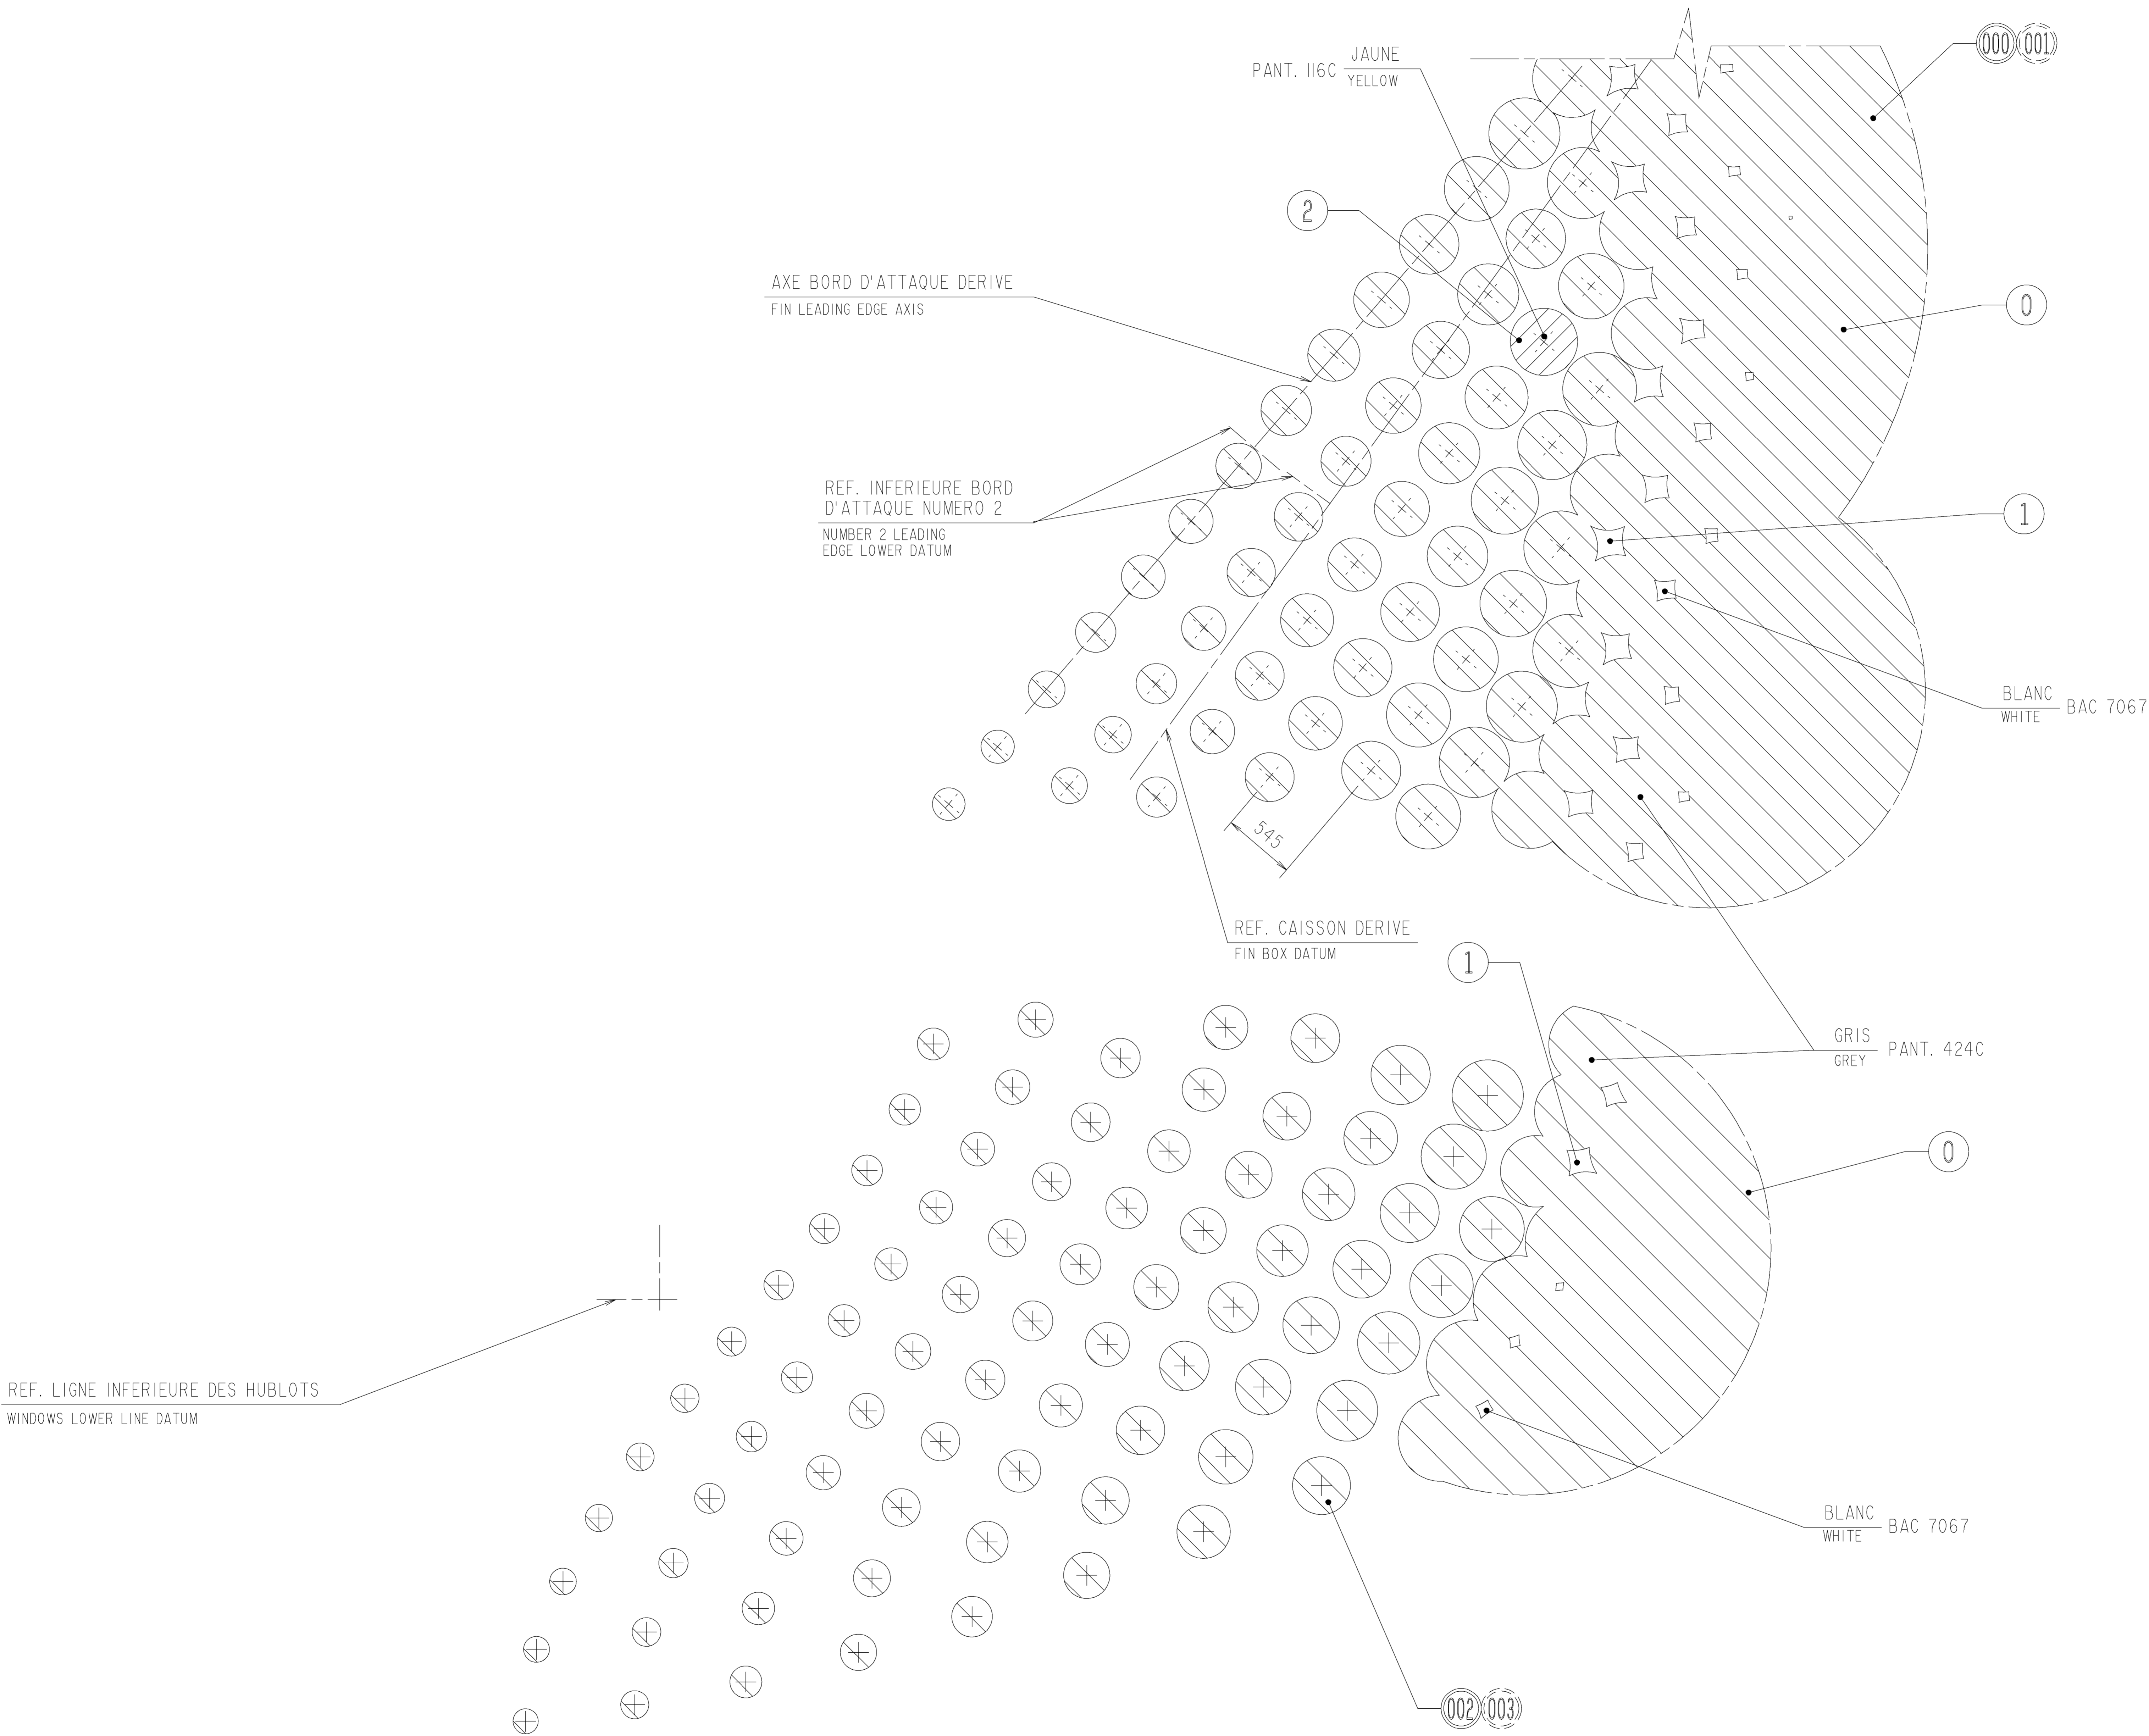 000 001
JAUNE
PANT. 116C
YELLOW
2
AXE BORD D'ATTAQUE DERIVE
FIN LEADING EDGE AXIS
0
REF. INFERIEURE BORD
D'ATTAQUE NUMERO 2
NUMBER 2 LEADING
EDGE LOWER DATUM
1
BLANC
WHITE
BAC 7067
545
REF. CAISSON DERIVE
FIN BOX DATUM
1
GRIS
GREY
PANT. 424C
0
REF. LIGNE INFERIEURE DES HUBLOTS
WINDOWS LOWER LINE DATUM
BLANC
WHITE
BAC 7067
002 003